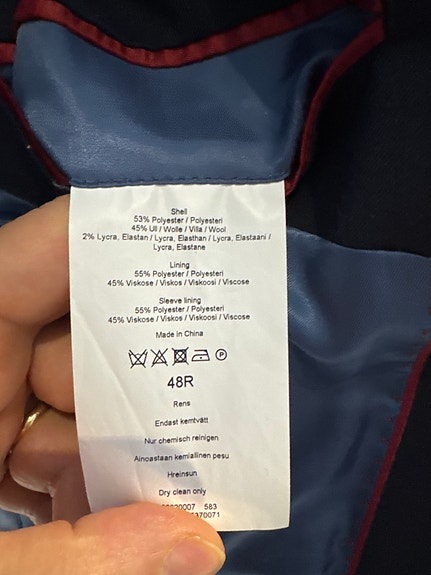 Shell
53% Polyester / Polyesteri
45% Ull / Wolle / Villa / Wool
2% Lycra, Elastan / Lycra, Elasthan / Lycra, Elastaani /
Lycra, Elastane
Lining
55% Polyester / Polyesteri
45% Viskose / Viskos / Viskoosi / Viscose
Sleeve lining
55% Polyester / Polyesteri
45% Viskose / Viskos / Viskoosi / Viscose
Made in China
P
48R
Rens
Endast kemtvätt
Nur chemisch reinigen
Ainoastaan kemiallinen pesu
Hreinsun
Dry clean only
583